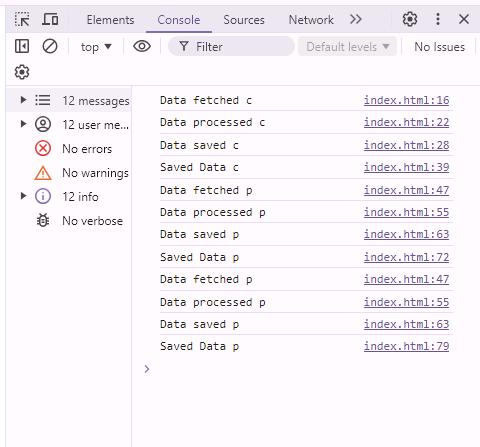 Elements Console Sources Network
top Filter Default levels No Issues
12 messages
12 user me...
No errors
No warnings
12 info
No verbose
Data fetched c index.html:16
Data processed c index.html:22
Data saved c index.html:28
Saved Data c index.html:39
Data fetched p index.html:47
Data processed p index.html:55
Data saved p index.html:63
Saved Data p index.html:72
Data fetched p index.html:47
Data processed p index.html:55
Data saved p index.html:63
Saved Data p index.html:79